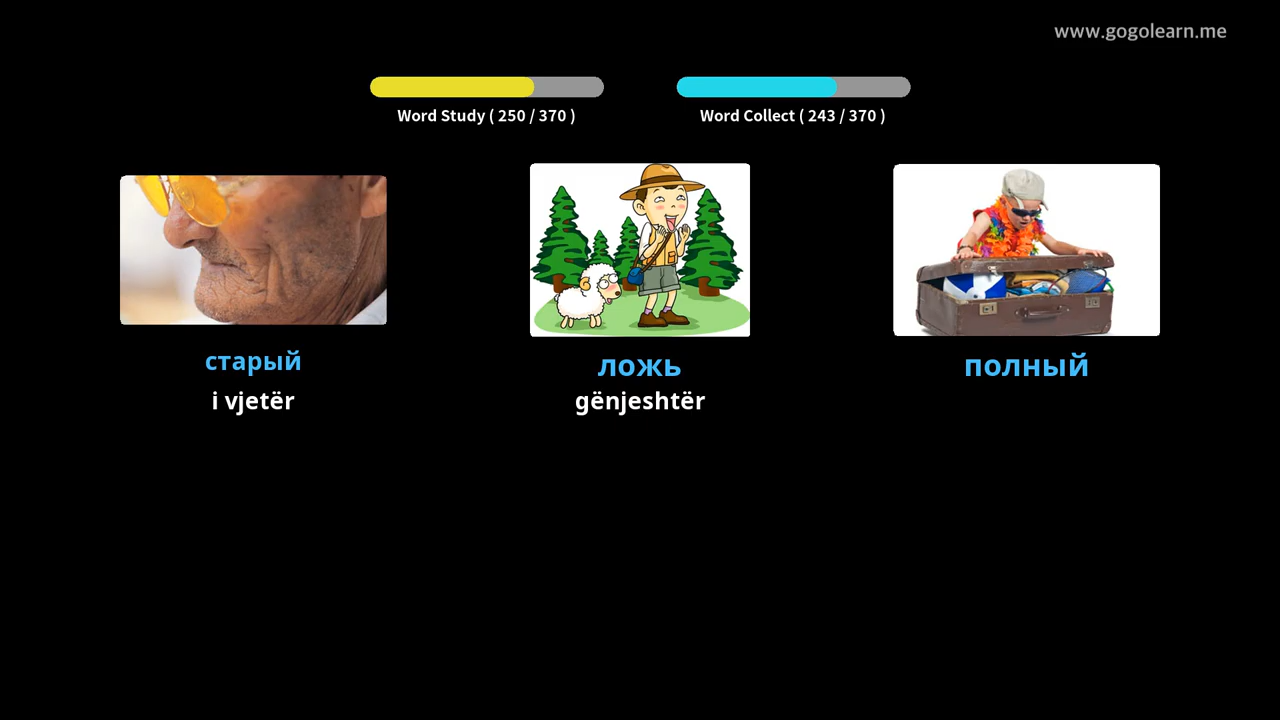 www.gogolearn.me
Word Study ( 250 / 370 )
Word Collect ( 243 / 370 )
старый
ложь
полный
i vjetër
gënjeshtër